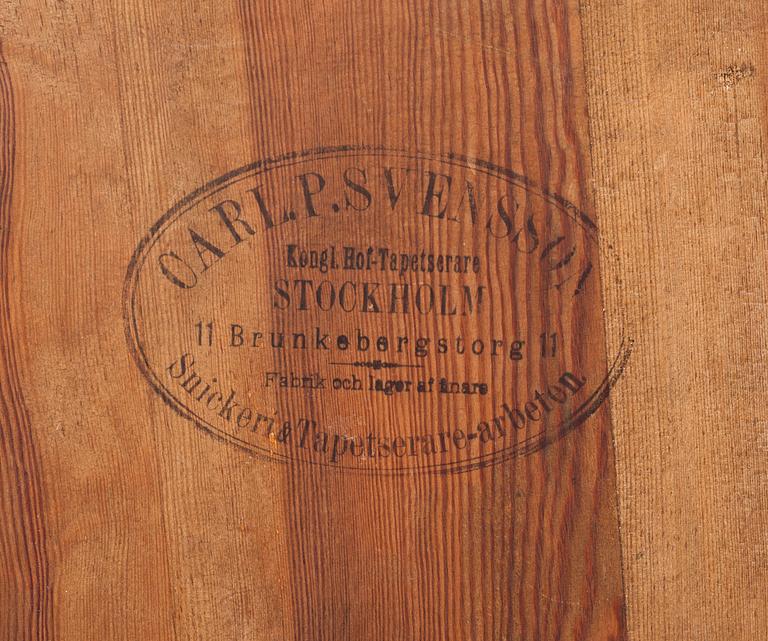 CARL.P.SVENSSON
Kongl. Hof-Tapetserare
STOCKHOLM
11 Brunkebergstorg 11
Fabrik och lager af finare
Snickeri & Tapetserare-arbeten